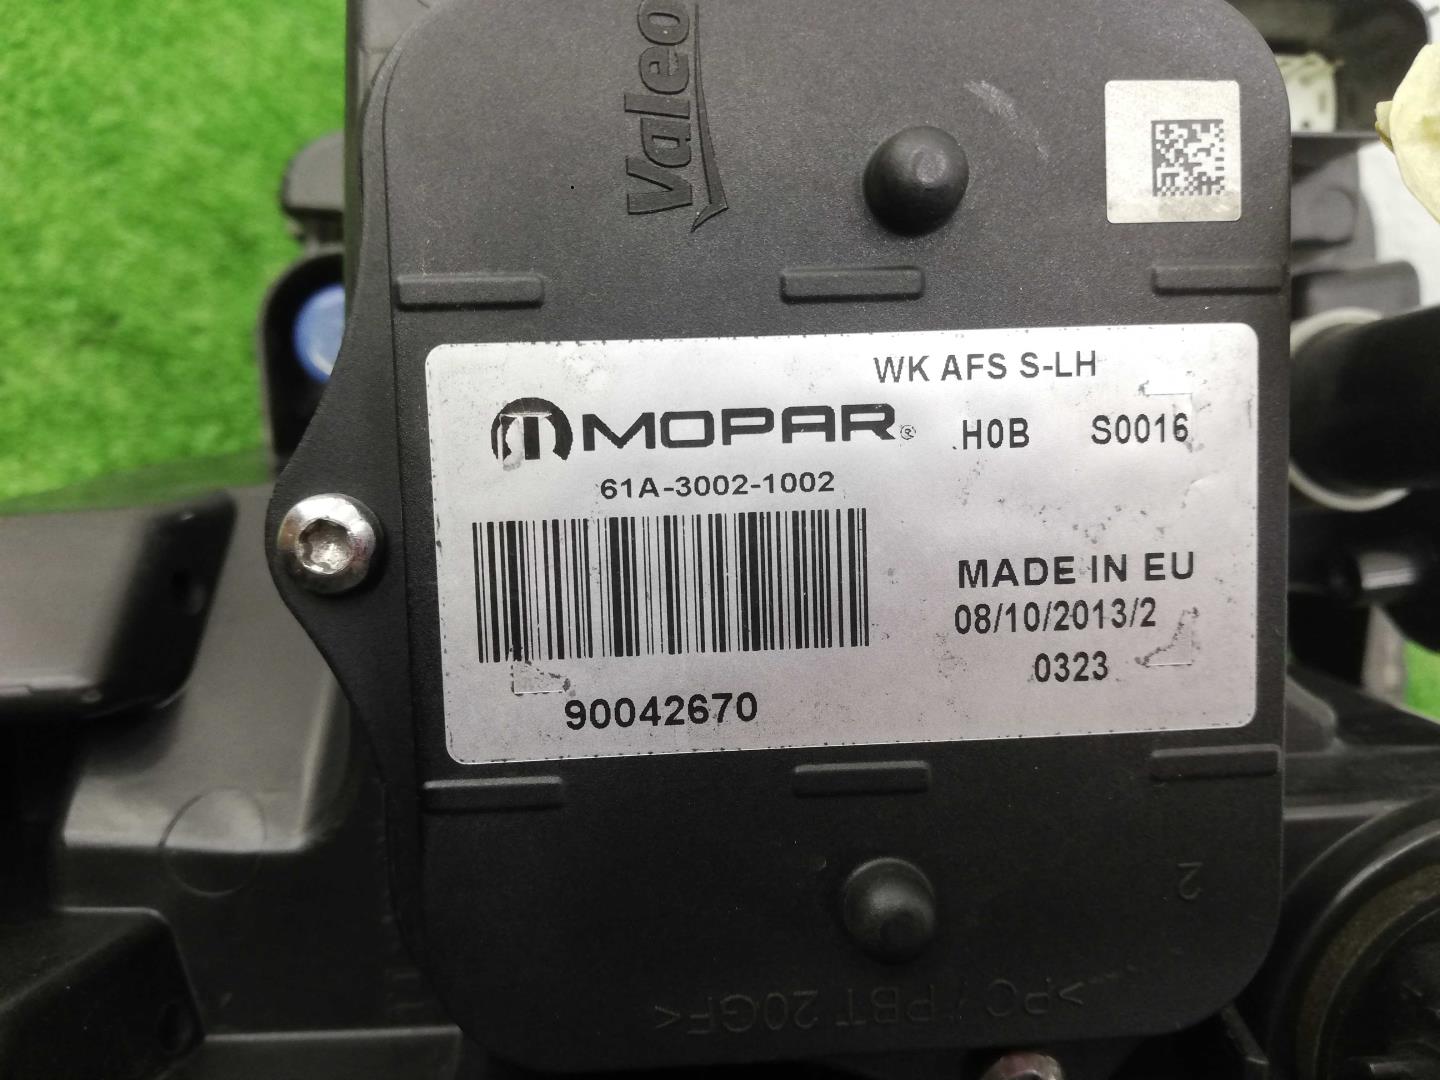 Valeo
WK AFS S-LH
MOPAR®
H0B S0016
61A-3002-1002
MADE IN EU
08/10/2013/2
0323
90042670
2
>PC / PBT 20GF<